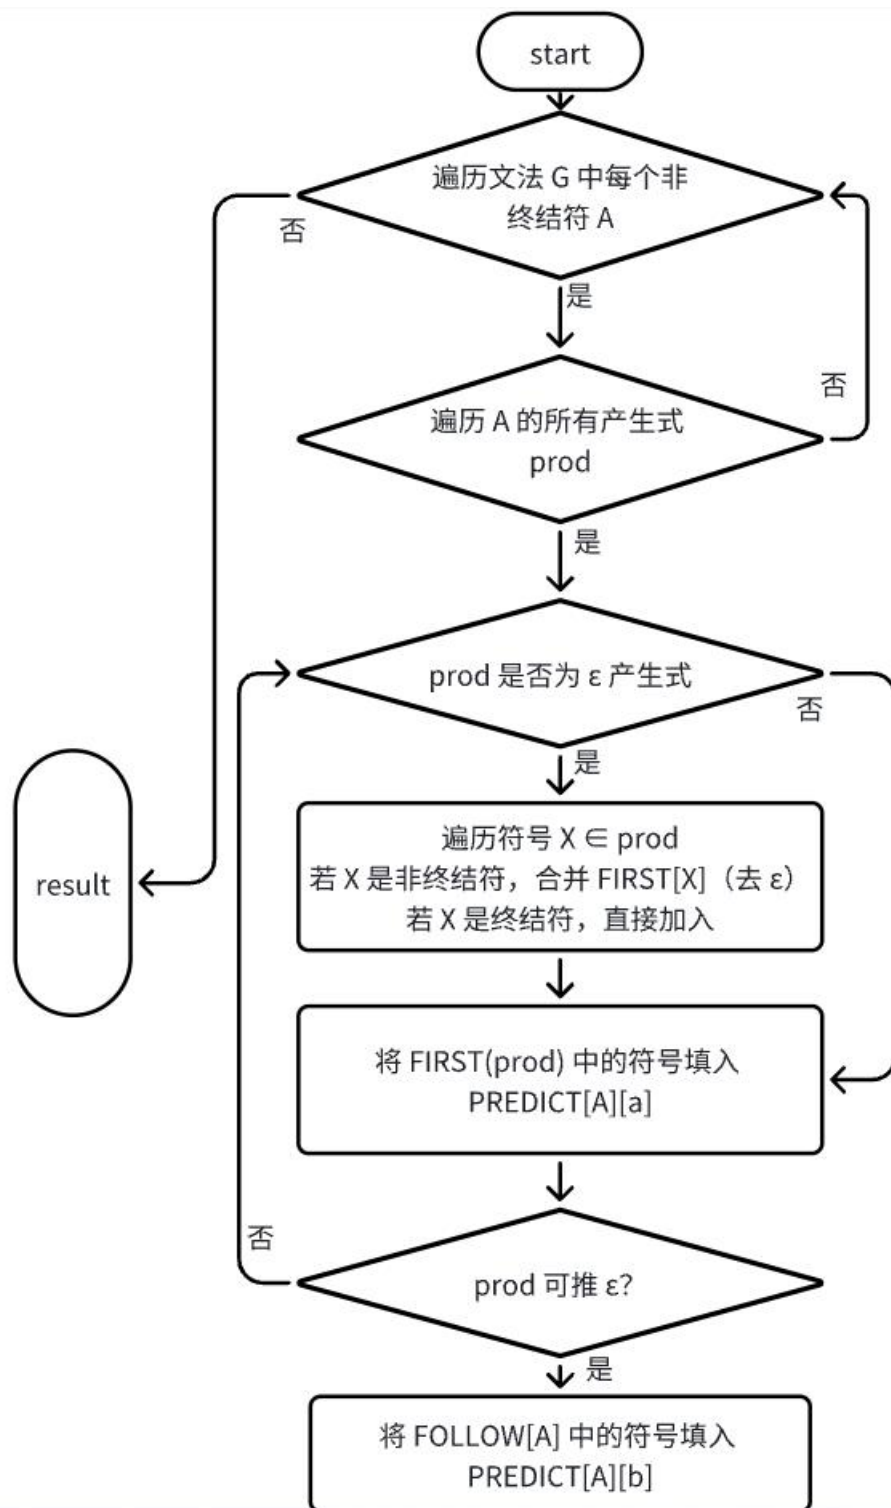 start
遍历文法 G 中每个非
终结符 A
否
是
否
遍历 A 的所有产生式
prod
是
prod 是否为 ε 产生式
否
是
遍历符号 X ∈ prod
若 X 是非终结符，合并 FIRST[X]（去 ε）
若 X 是终结符，直接加入
result
将 FIRST(prod) 中的符号填入
PREDICT[A][a]
否
prod 可推 ε?
是
将 FOLLOW[A] 中的符号填入
PREDICT[A][b]